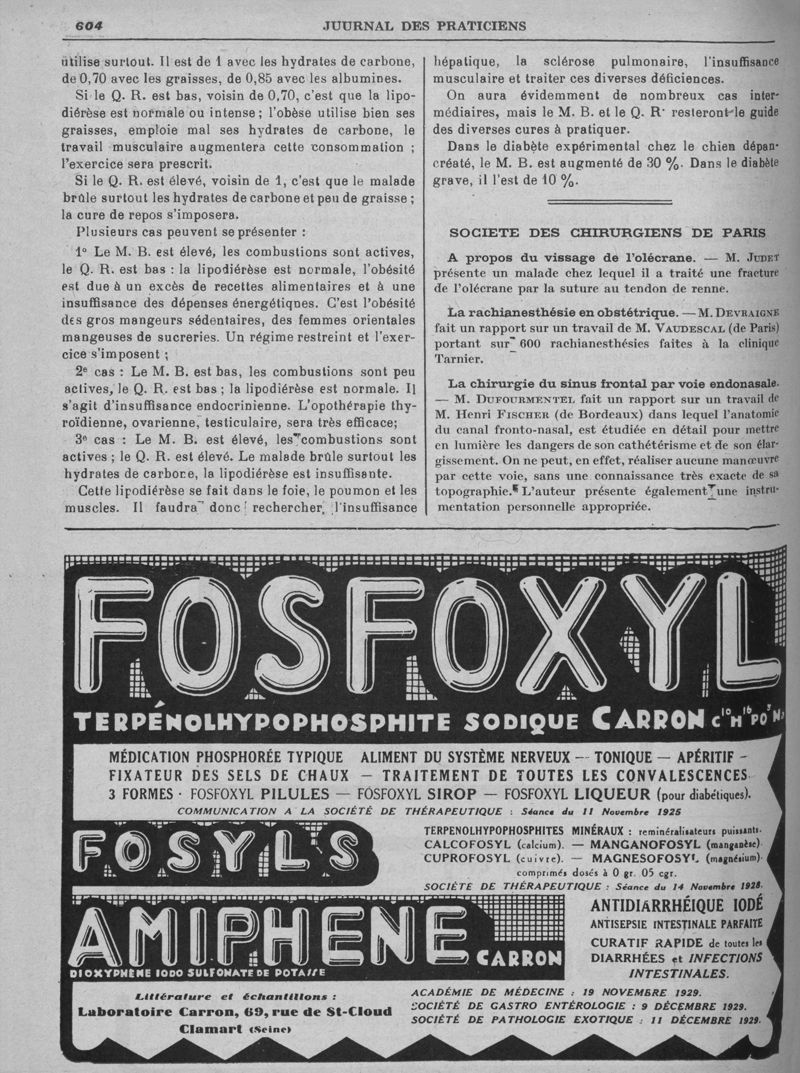 604
JOURNAL DES PRATICIENS
utilise surtout. Il est de 1 avec les hydrates de carbone,
de 0,70 avec les graisses, de 0,85 avec les albumines.
Si le Q. R. est bas, voisin de 0,70, c'est que la lipo-
diérèse est normale ou intense ; l'obèse utilise bien ses
graisses, emploie mal ses hydrates de carbone, le
travail musculaire augmentera cette consommation ;
l'exercice sera prescrit.
Si le Q. R. est élevé, voisin de 1, c'est que le malade
brûle surtout les hydrates de carbone et peu de graisse ;
la cure de repos s'imposera.
Plusieurs cas peuvent se présenter :
1º Le M. B. est élevé, les combustions sont actives,
le Q. R. est bas : la lipodiérèse est normale, l'obésité
est due à un excès de recettes alimentaires et à une
insuffisance des dépenses énergétiques. C'est l'obésité
des gros mangeurs sédentaires, des femmes orientales
mangeuses de sucreries. Un régime restreint et l'exer-
cice s'imposent ;
2e cas : Le M. B. est bas, les combustions sont peu
actives, le Q. R. est bas ; la lipodiérèse est normale. Il
s'agit d'insuffisance endocrinienne. L'opothérapie thy-
roïdienne, ovarienne, testiculaire, sera très efficace;
3e cas : Le M. B. est élevé, les combustions sont
actives ; le Q. R. est élevé. Le malade brûle surtout les
hydrates de carbone, la lipodiérèse est insuffisante.
Cette lipodiérèse se fait dans le foie, le poumon et les
muscles. Il faudra donc rechercher, l'insuffisance
hépatique, la sclérose pulmonaire, l'insuffisance
musculaire et traiter ces diverses déficiences.
On aura évidemment de nombreux cas inter-
médiaires, mais le M. B. et le Q. R. resteront le guide
des diverses cures à pratiquer.
Dans le diabète expérimental chez le chien dépan-
créaté, le M. B. est augmenté de 30 %. Dans le diabète
grave, il l'est de 10 %.
SOCIETE DES CHIRURGIENS DE PARIS
A propos du vissage de l'olécrane. — M. JUDET
présente un malade chez lequel il a traité une fracture
de l'olécrane par la suture au tendon de renne.
La rachianesthésie en obstétrique. — M. DEVRAIGNE
fait un rapport sur un travail de M. VAUDESCAL (de Paris)
portant sur 600 rachianesthésies faites à la clinique
Tarnier.
La chirurgie du sinus frontal par voie endonasale.
— M. DUFOURMENTEL fait un rapport sur un travail de
M. Henri FISCHER (de Bordeaux) dans lequel l'anatomie
du canal fronto-nasal, est étudiée en détail pour mettre
en lumière les dangers de son cathétérisme et de son élar-
gissement. On ne peut, en effet, réaliser aucune manœuvre
par cette voie, sans une connaissance très exacte de sa
topographie. L'auteur présente également une instru-
mentation personnelle appropriée.
FOSFOXYL
TERPÉNOLHYPOPHOSPHITE SODIQUE CARRON C10H16PO3Na
MÉDICATION PHOSPHORÉE TYPIQUE ALIMENT DU SYSTÈME NERVEUX — TONIQUE — APÉRITIF —
FIXATEUR DES SELS DE CHAUX — TRAITEMENT DE TOUTES LES CONVALESCENCES
3 FORMES · FOSFOXYL PILULES — FOSFOXYL SIROP — FOSFOXYL LIQUEUR (pour diabétiques).
COMMUNICATION A LA SOCIÉTÉ DE THÉRAPEUTIQUE : Séance du 11 Novembre 1925
FOSYLS
TERPENOLHYPOPHOSPHITES MINÉRAUX : reminéralisateurs puissants.
CALCOFOSYL (calcium). — MANGANOFOSYL (manganèse).
CUPROFOSYL (cuivre). — MAGNESOFOSYL (magnésium).
comprimés dosés à 0 gr. 05 cgr.
SOCIÉTÉ DE THÉRAPEUTIQUE : Séance du 14 Novembre 1928.
AMIPHENE CARRON
DIOXYPHÈNE IODO SULFONATE DE POTASSE
ANTIDIARRHÉIQUE IODÉ
ANTISEPSIE INTESTINALE PARFAITE
CURATIF RAPIDE de toutes les
DIARRHÉES et INFECTIONS
INTESTINALES.
Littérature et échantillons :
Laboratoire Carron, 69, rue de St-Cloud
Clamart (Seine)
ACADÉMIE DE MÉDECINE : 19 NOVEMBRE 1929.
SOCIÉTÉ DE GASTRO ENTÉROLOGIE : 9 DÉCEMBRE 1929.
SOCIÉTÉ DE PATHOLOGIE EXOTIQUE : 11 DÉCEMBRE 1929.